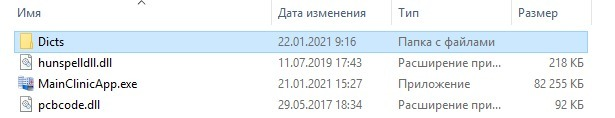 Имя Дата изменения Тип Размер
Dicts 22.01.2021 9:16 Папка с файлами
hunspelldll.dll 11.07.2019 17:43 Расширение при... 218 КБ
MainClinicApp.exe 21.01.2021 15:27 Приложение 82 255 КБ
pcbcode.dll 29.05.2017 18:34 Расширение при... 92 КБ